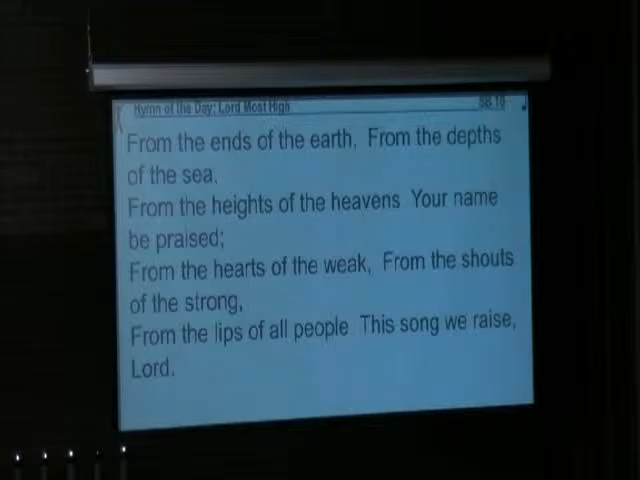 Hymn of the Day: Lord Most High SB 10
From the ends of the earth, From the depths
of the sea.
From the heights of the heavens Your name
be praised;
From the hearts of the weak, From the shouts
of the strong,
From the lips of all people This song we raise,
Lord.